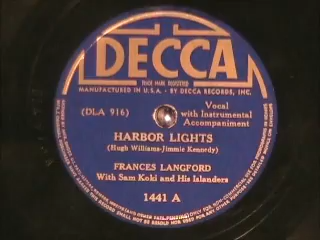 DECCA
TRADE MARK REGISTERED
MANUFACTURED IN U.S.A. - BY DECCA RECORDS, INC.
(DLA 916)
Vocal
with Instrumental
Accompaniment
HARBOR LIGHTS
(Hugh Williams-Jimmie Kennedy)
FRANCES LANGFORD
With Sam Koki and His Islanders
1441 A